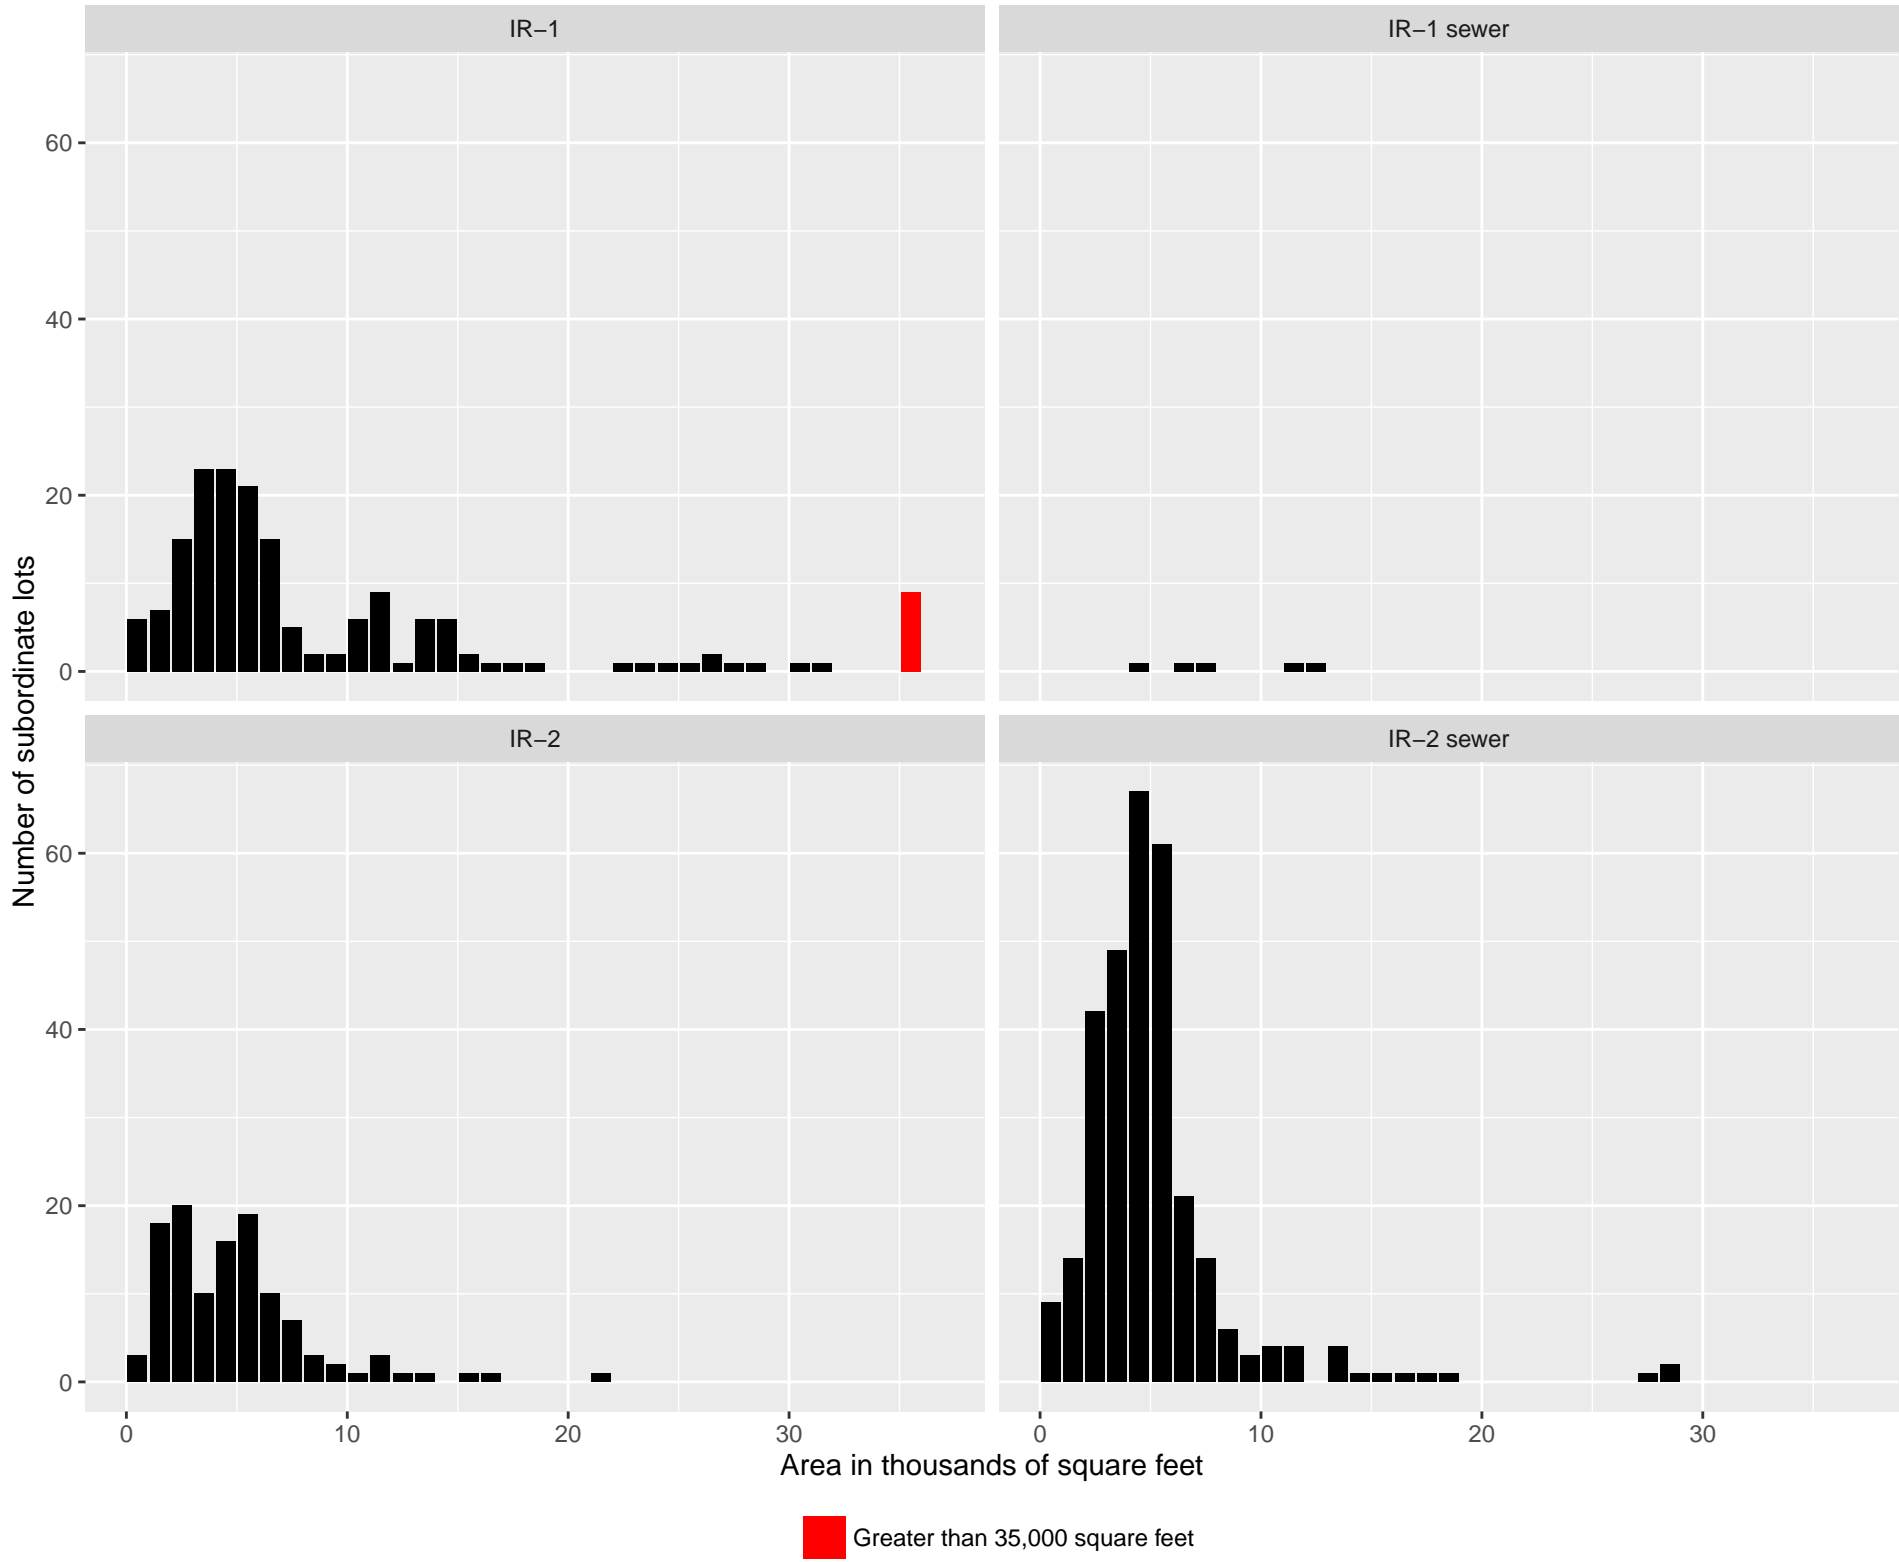 IR−1
IR−1 sewer
60
40
20
0
Number of subordinate lots
IR−2
IR−2 sewer
60
40
20
0
0 10 20 30
0 10 20 30
Area in thousands of square feet
Greater than 35,000 square feet